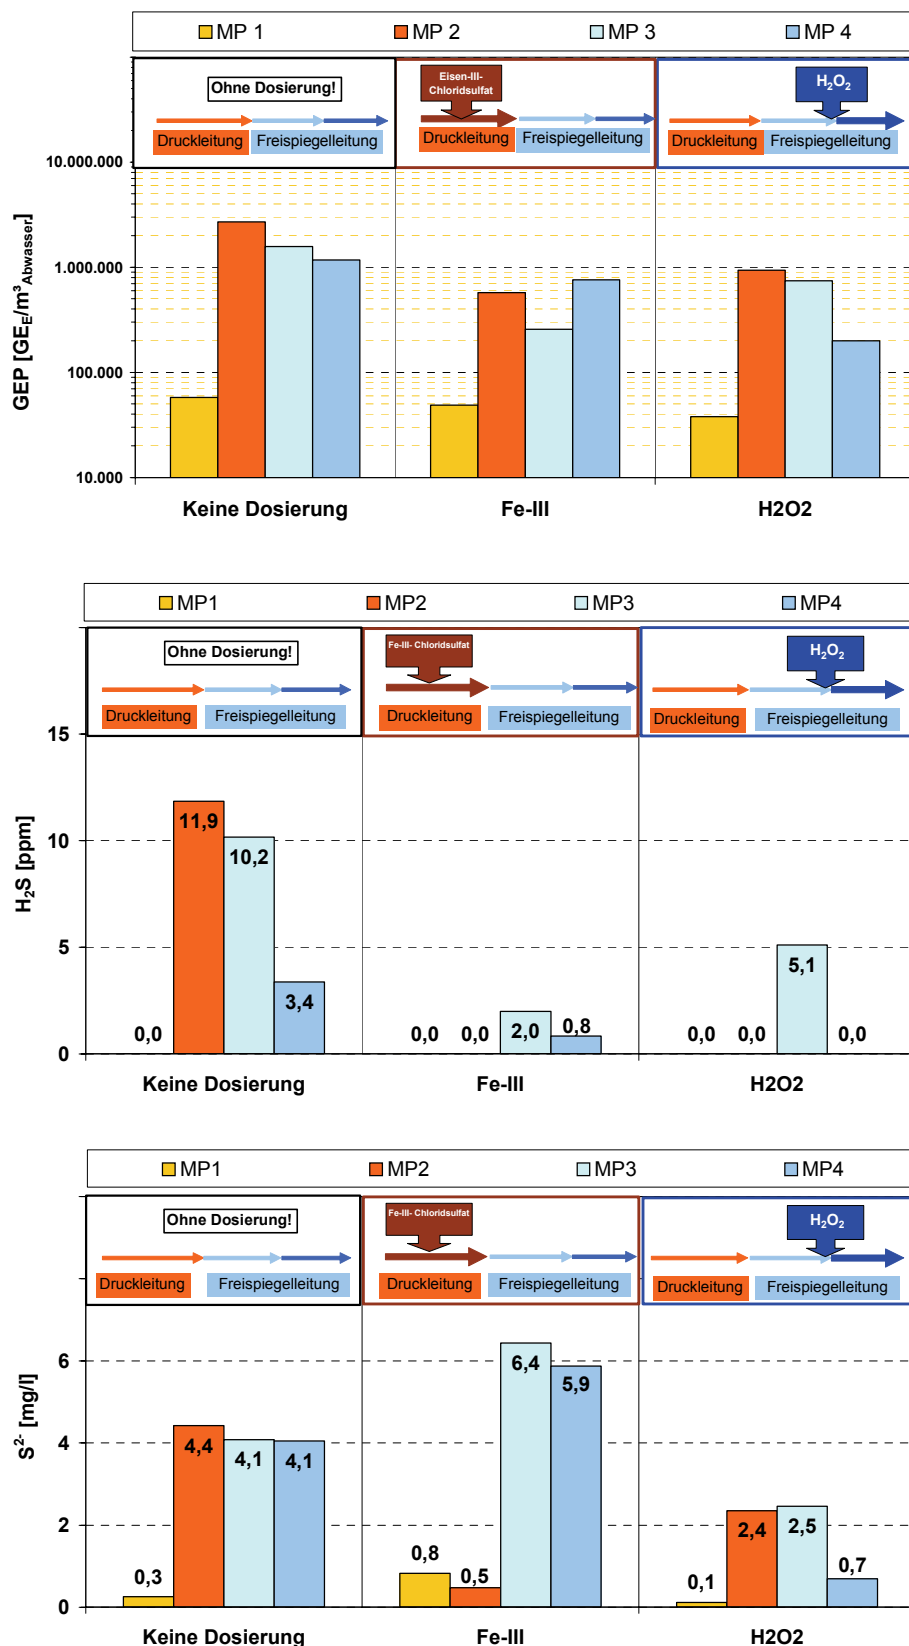 MP 1 MP 2 MP 3 MP 4
Ohne Dosierung!
Druckleitung Freispiegelleitung
Eisen-III-
Chloridsulfat
Druckleitung Freispiegelleitung
H₂O₂
Druckleitung Freispiegelleitung
GEP [GE_E/m³_Abwasser]
10.000.000
1.000.000
100.000
10.000
Keine Dosierung Fe-III H2O2
MP1 MP2 MP3 MP4
Ohne Dosierung!
Druckleitung Freispiegelleitung
Fe-III- Chloridsulfat
Druckleitung Freispiegelleitung
H₂O₂
Druckleitung Freispiegelleitung
H₂S [ppm]
15
10
5
0
0,0 11,9 10,2 3,4
0,0 0,0 2,0 0,8
0,0 0,0 5,1 0,0
Keine Dosierung Fe-III H2O2
MP1 MP2 MP3 MP4
Ohne Dosierung!
Druckleitung Freispiegelleitung
Fe-III- Chloridsulfat
Druckleitung Freispiegelleitung
H₂O₂
Druckleitung Freispiegelleitung
S²⁻ [mg/l]
6
4
2
0
0,3 4,4 4,1 4,1
0,8 0,5 6,4 5,9
0,1 2,4 2,5 0,7
Keine Dosierung Fe-III H2O2